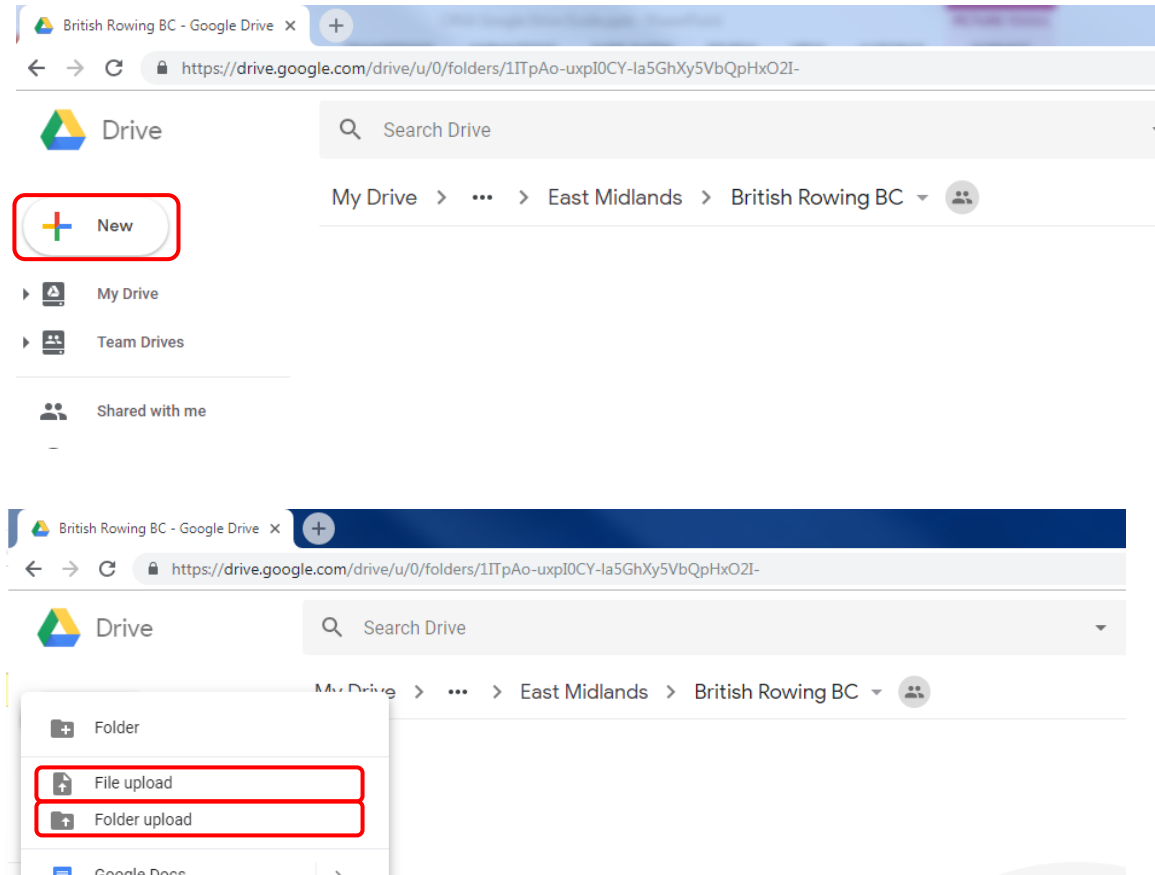 British Rowing BC - Google Drive
https://drive.google.com/drive/u/0/folders/1ITpAo-uxpI0CY-la5GhXy5VbQpHxO2I-
Drive
Search Drive
My Drive > ••• > East Midlands > British Rowing BC
New
My Drive
Team Drives
Shared with me
British Rowing BC - Google Drive
https://drive.google.com/drive/u/0/folders/1ITpAo-uxpI0CY-la5GhXy5VbQpHxO2I-
Drive
Search Drive
My Drive > ••• > East Midlands > British Rowing BC
Folder
File upload
Folder upload
Google Docs